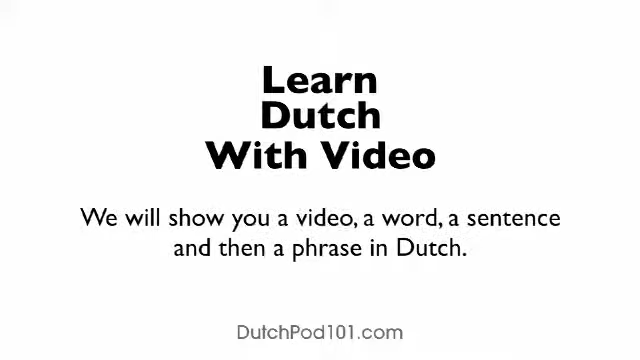 Learn
Dutch
With Video
We will show you a video, a word, a sentence
and then a phrase in Dutch.
DutchPod101.com